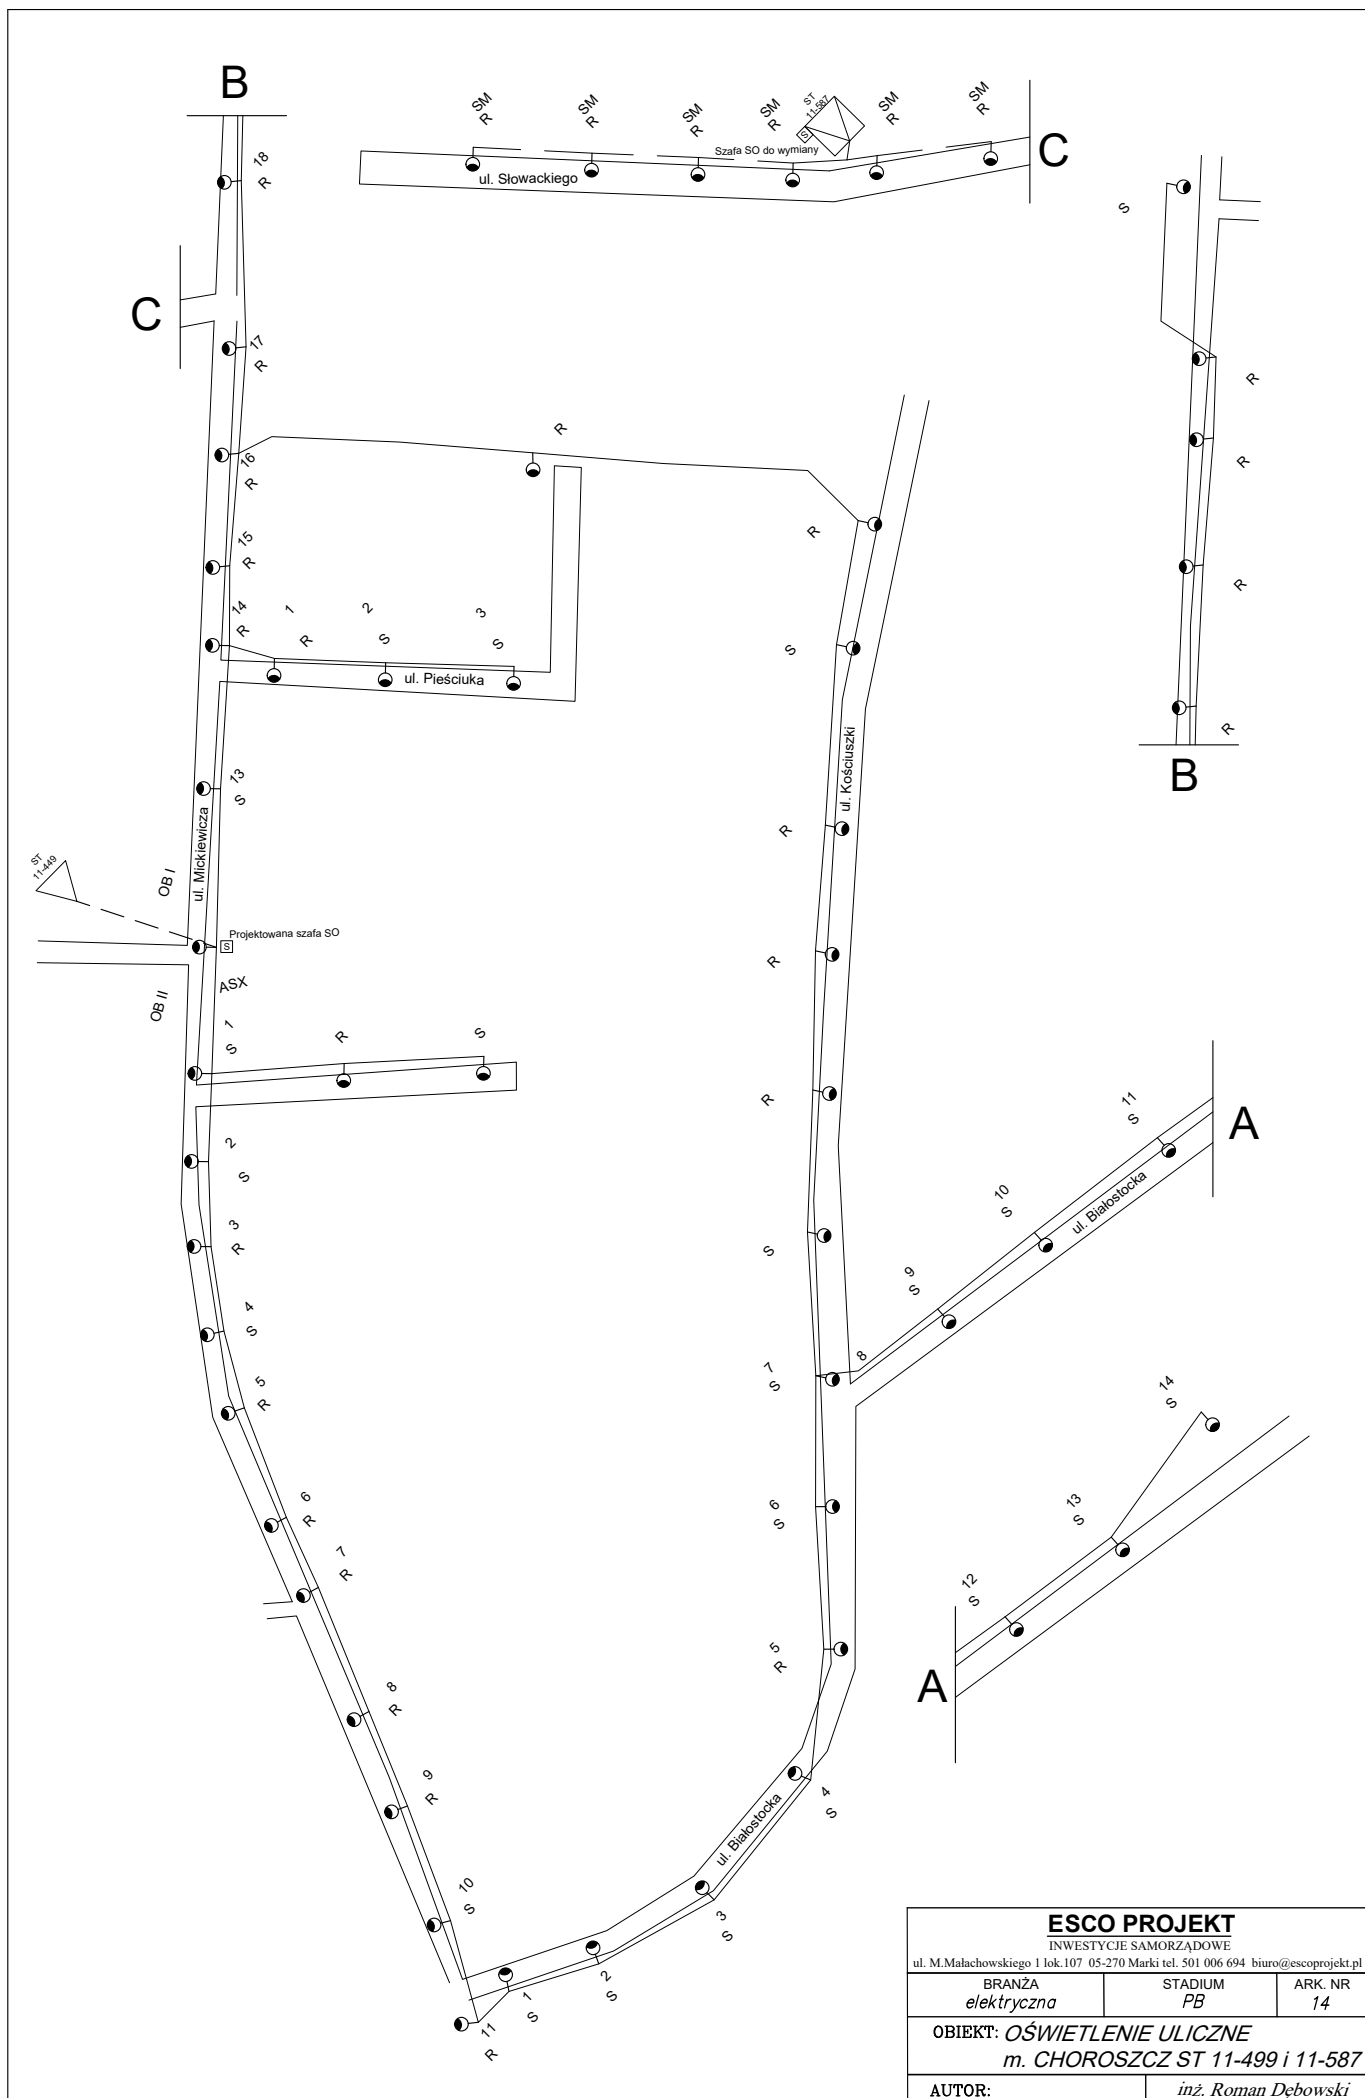 B
18
R
SM
R
SM
R
SM
R
SM
R
ST
11-587
S
SM
R
SM
R
Szafa SO do wymiany
ul. Słowackiego
C
S
C
17
R
R
16
R
R
R
R
15
R
R
14
R
1
R
2
S
3
S
S
ul. Pieściuka
R
ul. Kościuszki
R
B
13
S
ul. Mickiewicza
R
ST
11-449
OB I
Projektowana szafa SO
S
R
ASX
OB II
1
S
R
S
R
11
S
A
2
S
10
S
ul. Białostocka
3
R
S
9
S
4
S
8
7
S
5
R
14
S
6
R
6
S
13
S
7
R
12
S
5
R
A
8
R
9
R
4
S
ul. Białostocka
10
S
3
S
2
S
1
S
11
R
ESCO PROJEKT
INWESTYCJE SAMORZĄDOWE
ul. M.Małachowskiego 1 lok.107 05-270 Marki tel. 501 006 694 biuro@escoprojekt.pl
BRANŻA STADIUM ARK. NR
elektryczna PB 14
OBIEKT: OŚWIETLENIE ULICZNE
m. CHOROSZCZ ST 11-499 i 11-587
AUTOR: inż. Roman Dębowski